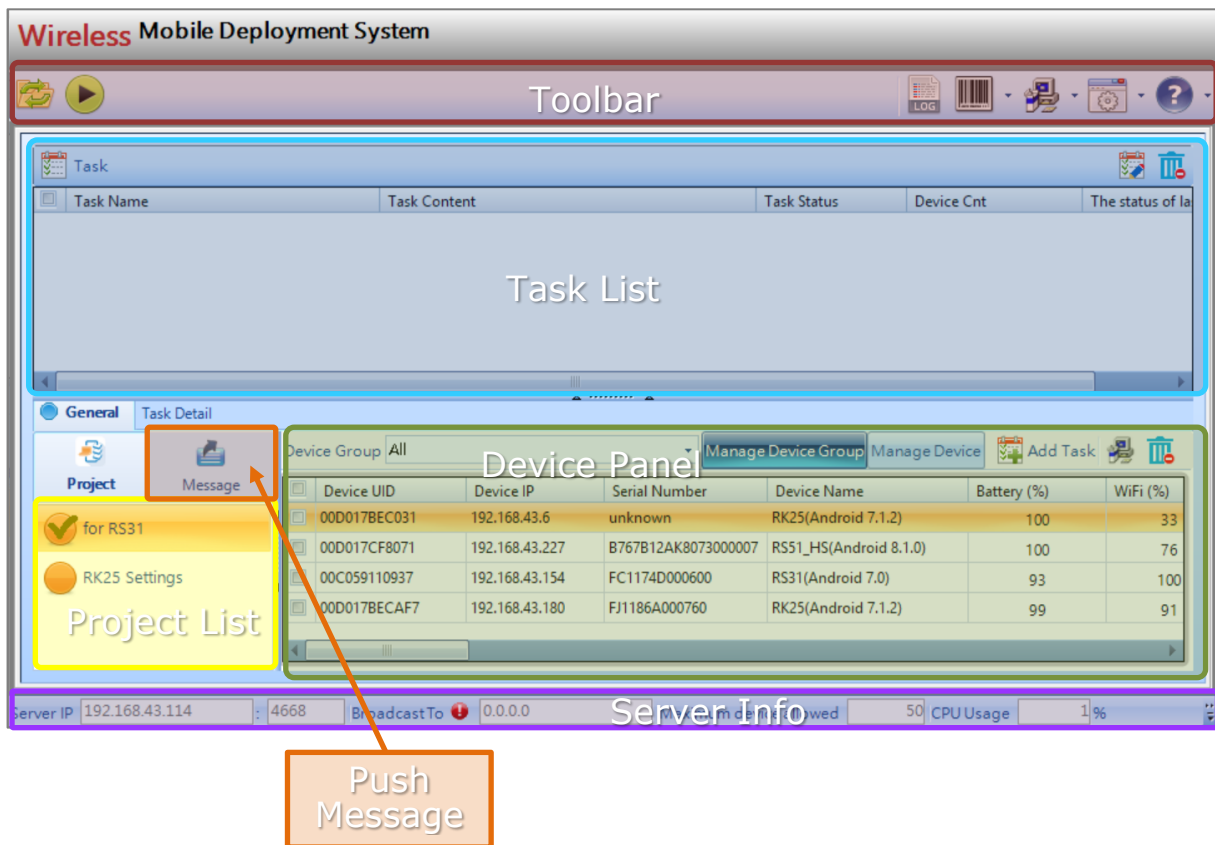 Wireless Mobile Deployment System
Toolbar
LOG
?
Task
Task Name Task Content Task Status Device Cnt The status of la
Task List
General Task Detail
Project Message
Device Group All Manage Device Group Manage Device Add Task
Device Panel
Device UID Device IP Serial Number Device Name Battery (%) WiFi (%)
00D017BEC031 192.168.43.6 unknown RK25(Android 7.1.2) 100 33
00D017CF8071 192.168.43.227 B767B12AK8073000007 RS51_HS(Android 8.1.0) 100 76
00C059110937 192.168.43.154 FC1174D000600 RS31(Android 7.0) 93 100
00D017BECAF7 192.168.43.180 FJ1186A000760 RK25(Android 7.1.2) 99 91
for RS31
RK25 Settings
Project List
Server IP 192.168.43.114 : 4668 BroadcastTo 0.0.0.0 device allowed 50 CPU Usage 1 %
Server Info
Push
Message